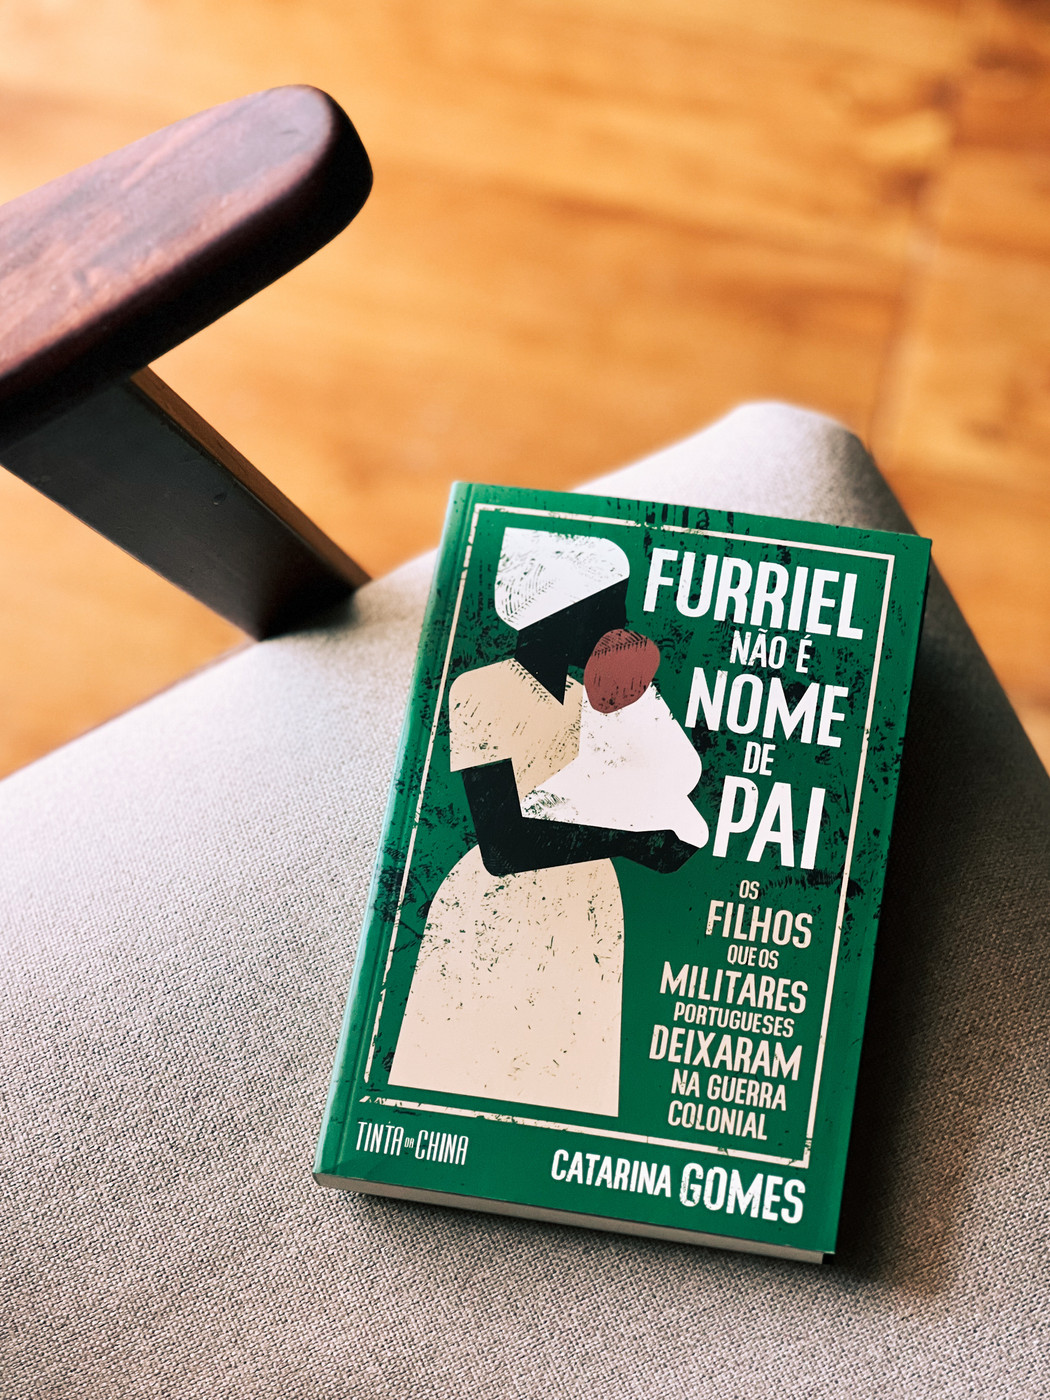 FURRIEL
NÃO É
NOME
DE
PAI
OS
FILHOS
QUE OS
MILITARES
PORTUGUESES
DEIXARAM
NA GUERRA
COLONIAL
TINTA DA CHINA
CATARINA GOMES